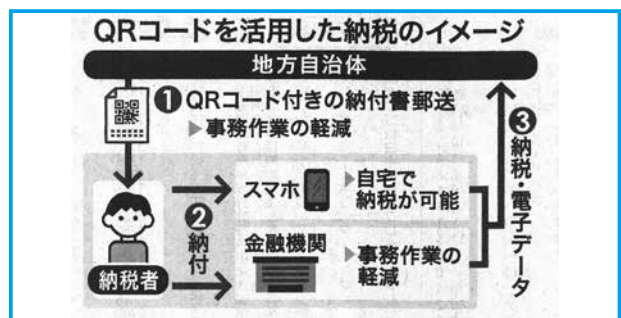 QRコードを活用した納税のイメージ
地方自治体
❶QRコード付きの納付書郵送
▶事務作業の軽減
❷納付
納税者
スマホ
▶自宅で
納税が可能
金融機関
▶事務作業の
軽減
❸納税・電子データ